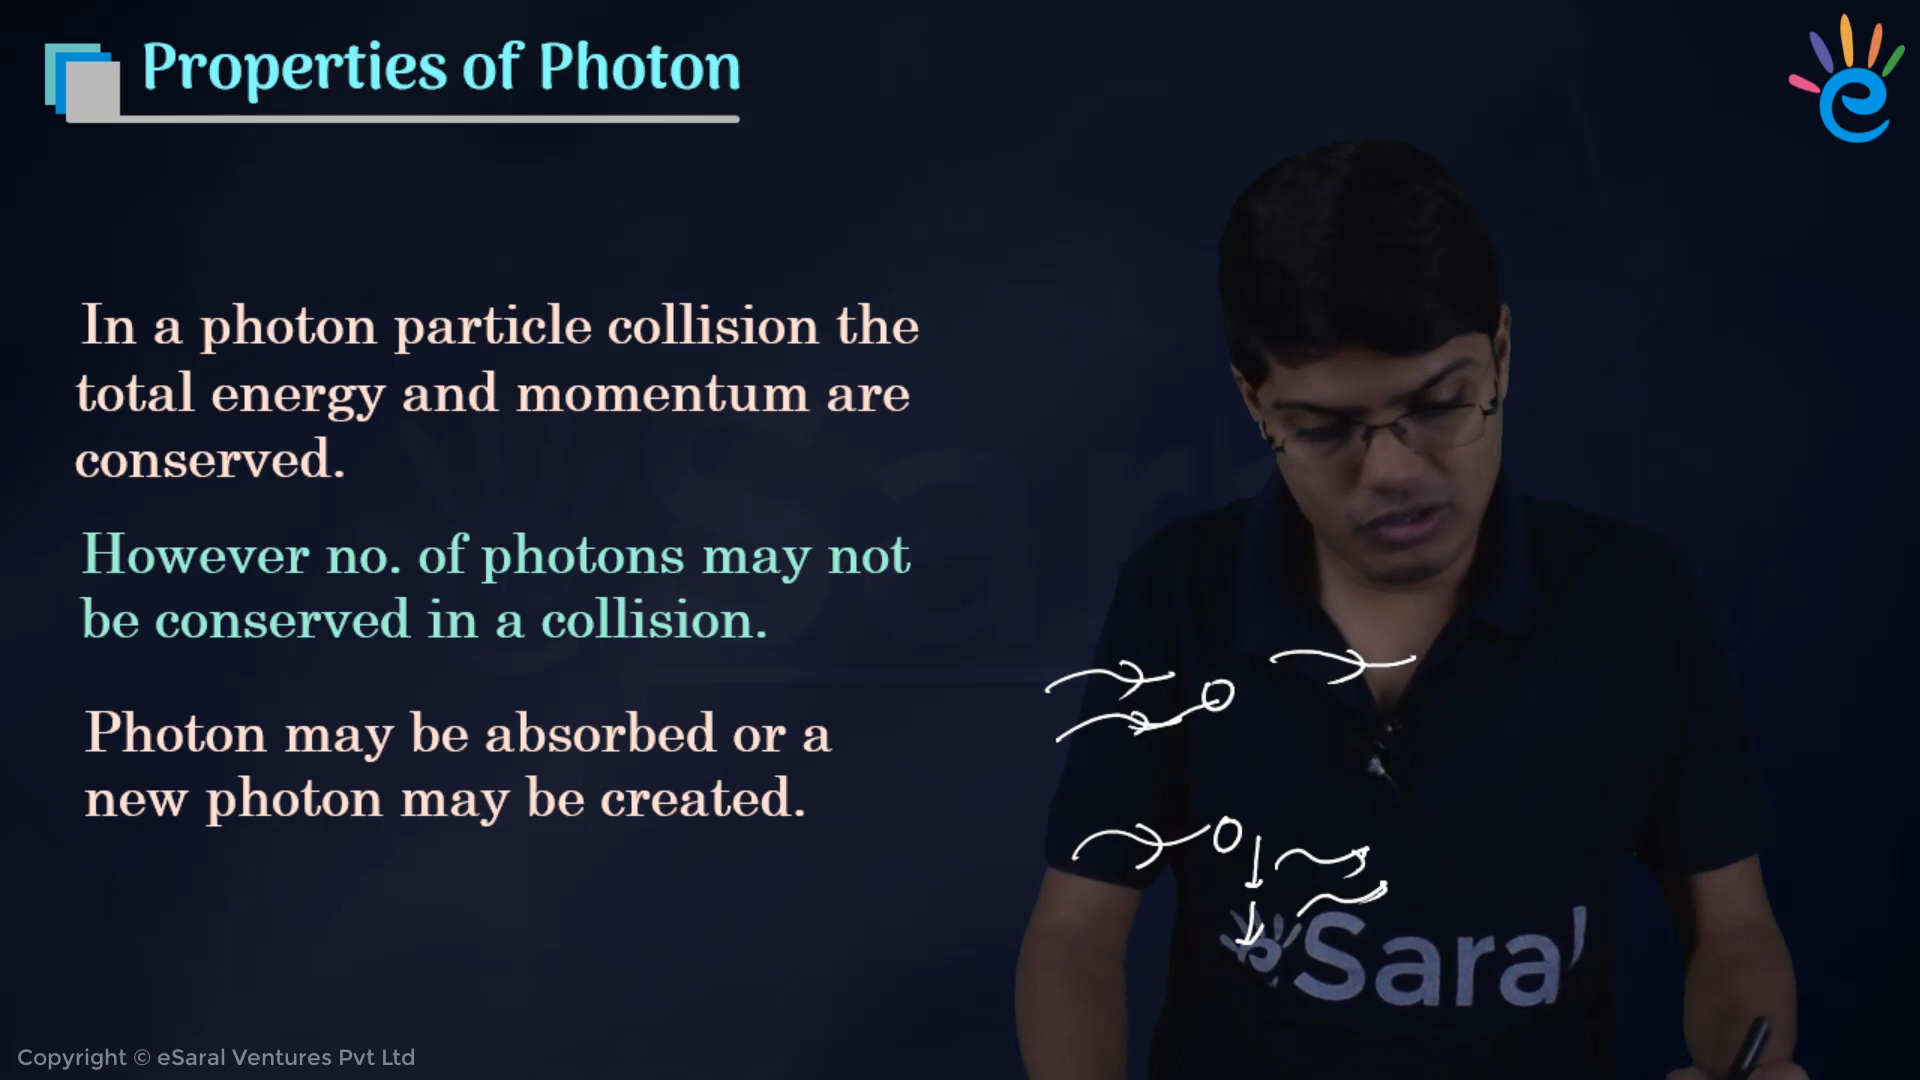 Properties of Photon
In a photon particle collision the
total energy and momentum are
conserved.
However no. of photons may not
be conserved in a collision.
Photon may be absorbed or a
new photon may be created.
eSaral
Copyright © eSaral Ventures Pvt Ltd